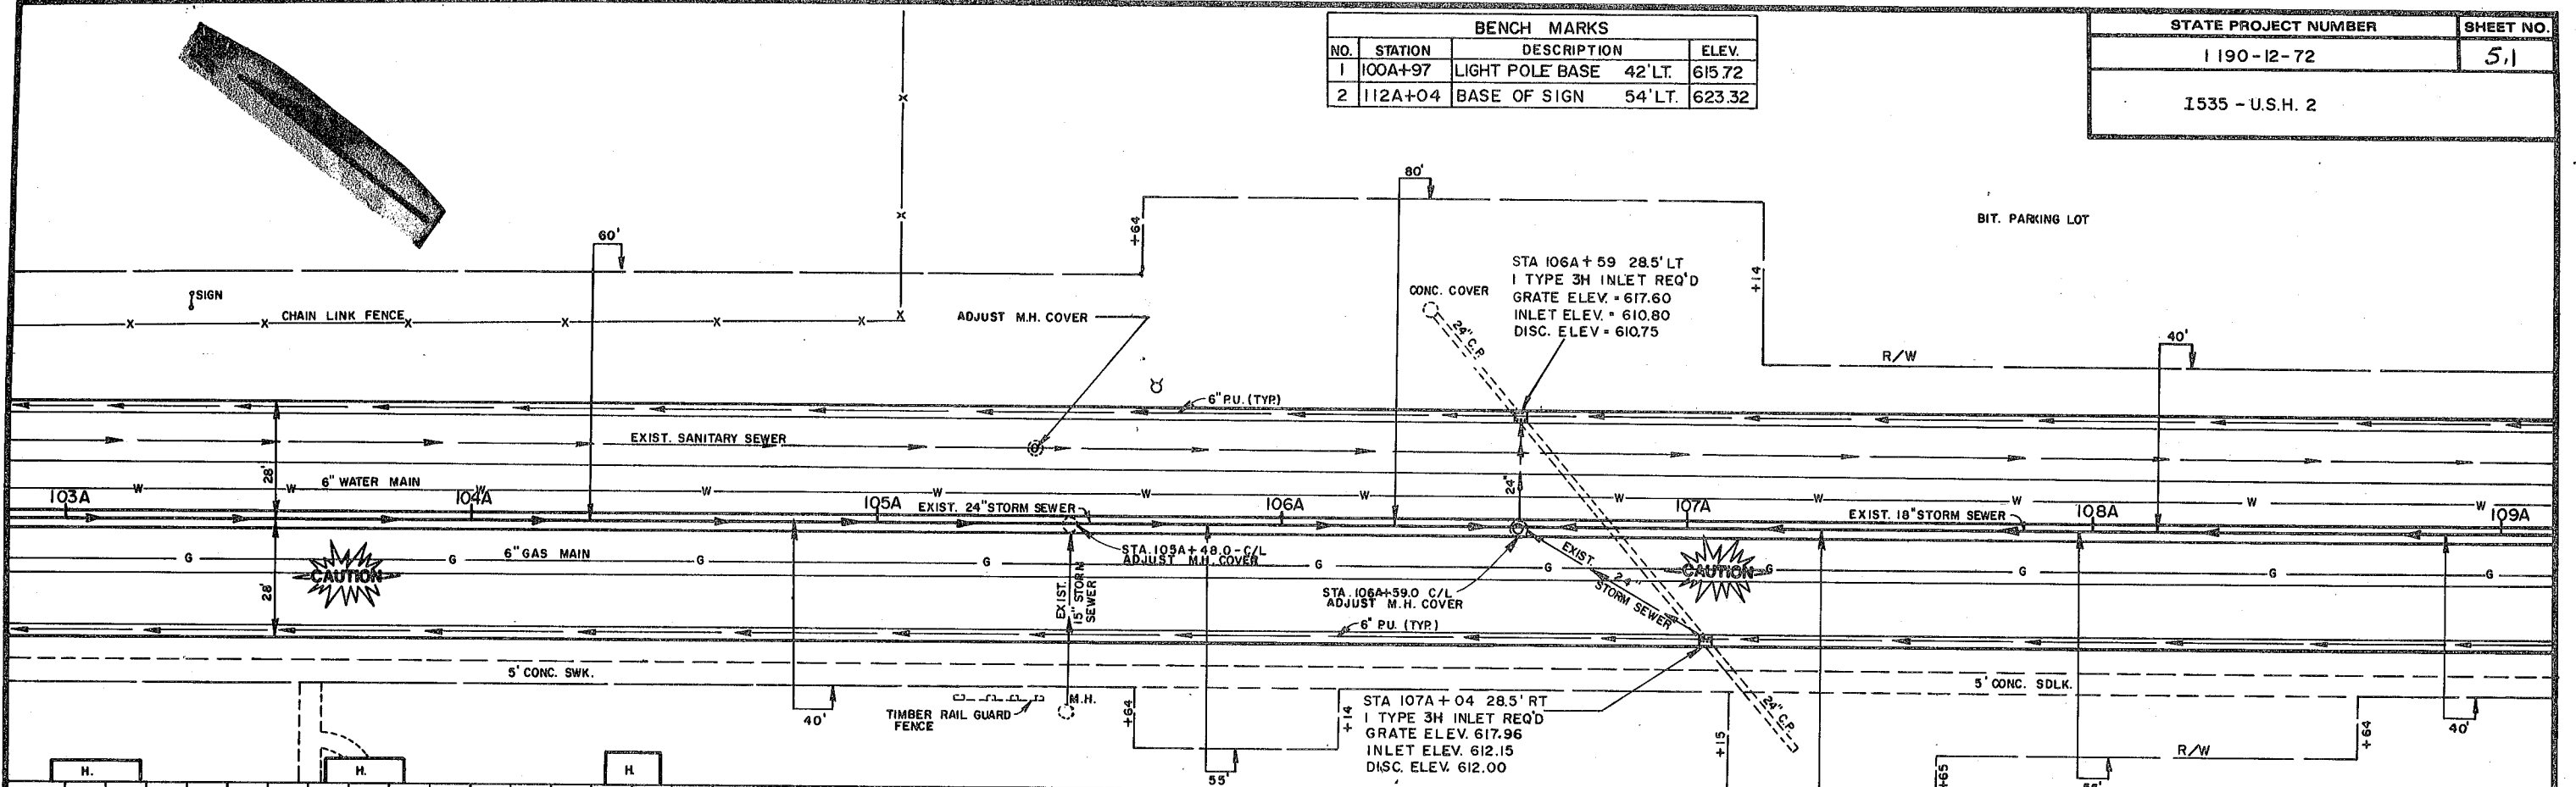 BENCH MARKS
NO. STATION DESCRIPTION ELEV.
1 100A+97 LIGHT POLE BASE 42' LT. 615.72
2 112A+04 BASE OF SIGN 54' LT. 623.32
STATE PROJECT NUMBER SHEET NO.
1190-12-72 5.1
I535 - U.S.H. 2
80'
BIT. PARKING LOT
60'
+64
+14
SIGN
CHAIN LINK FENCE
ADJUST M.H. COVER
CONC. COVER
24" C.P.
STA 106A+59 28.5' LT
1 TYPE 3H INLET REQ'D
GRATE ELEV. = 617.60
INLET ELEV. = 610.80
DISC. ELEV = 610.75
R/W
40'
6" P.U. (TYP.)
EXIST. SANITARY SEWER
28'
6" WATER MAIN
W W W W W W W W W W W W
24"
103A 104A 105A 106A 107A 108A 109A
EXIST. 24" STORM SEWER
EXIST. 18" STORM SEWER
G G G G G G G G G G
6" GAS MAIN
CAUTION
28'
STA. 105A+48.0 - C/L
ADJUST M.H. COVER
EXIST.
15" STORM
SEWER
STA. 106A+59.0 C/L
ADJUST M.H. COVER
EXIST. 24"
STORM SEWER
CAUTION
6" P.U. (TYP.)
5' CONC. SWK.
5' CONC. SDLK.
40'
TIMBER RAIL GUARD
FENCE
M.H.
+64
+14
55'
STA 107A+04 28.5' RT
1 TYPE 3H INLET REQ'D
GRATE ELEV. 617.96
INLET ELEV. 612.15
DISC. ELEV. 612.00
24" C.P.
+15
+65
R/W
+64
40'
55'
H. H. H.